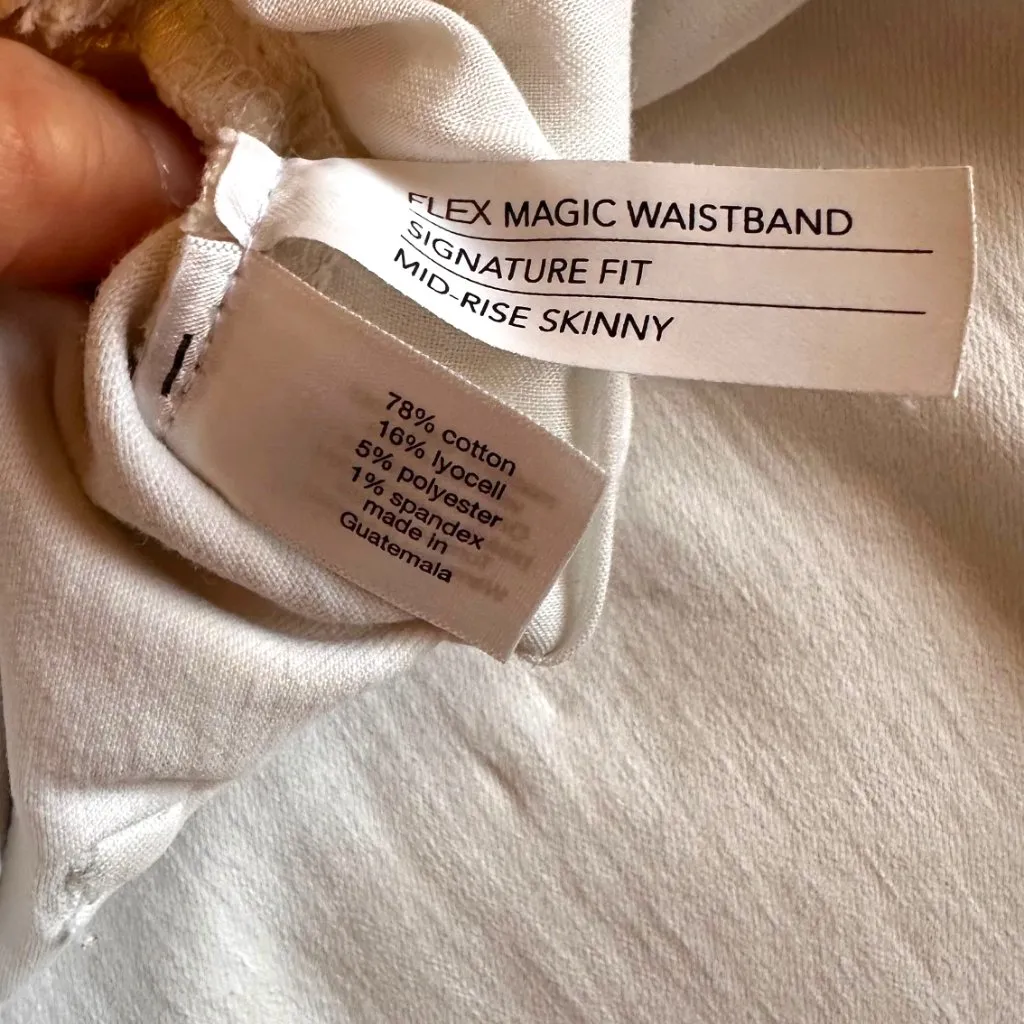 FLEX MAGIC WAISTBAND
SIGNATURE FIT
MID-RISE SKINNY
78% cotton
16% lyocell
5% polyester
1% spandex
made in
Guatemala